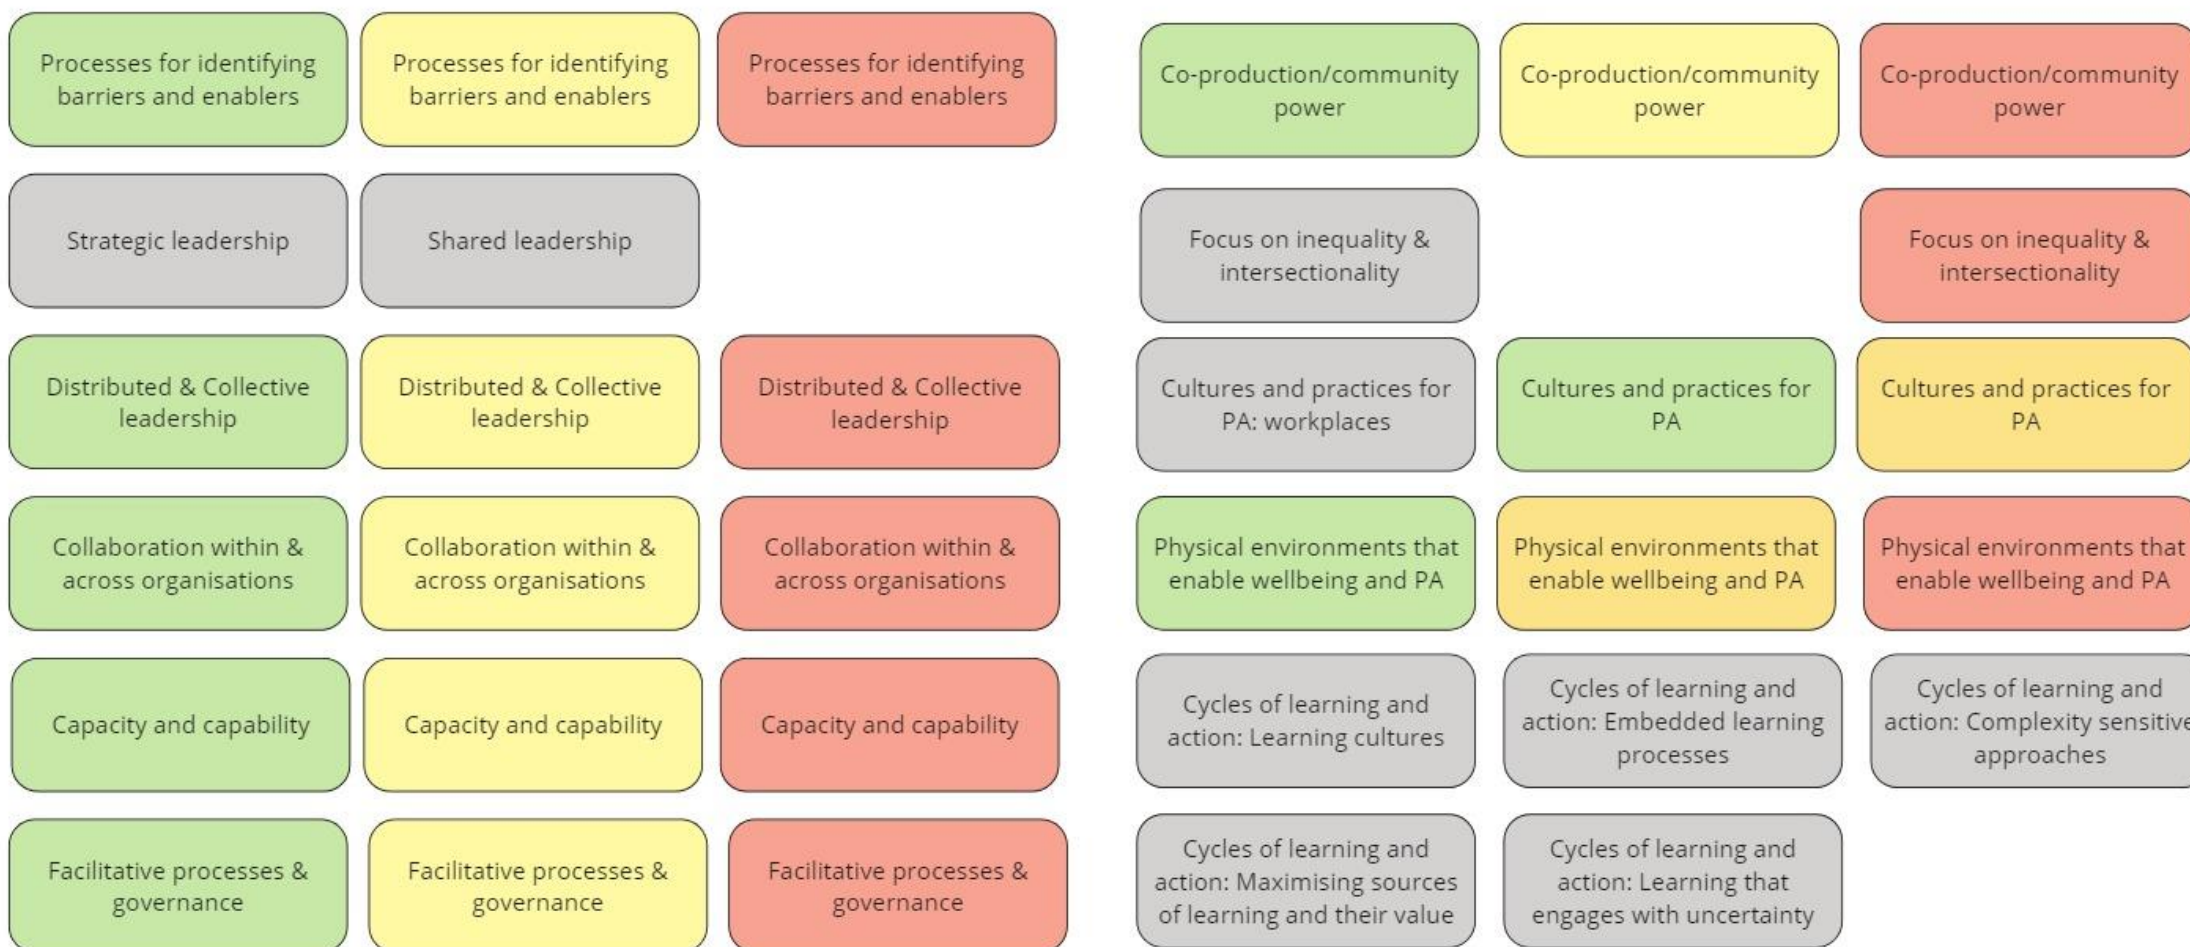 Processes for identifying
barriers and enablers
Processes for identifying
barriers and enablers
Processes for identifying
barriers and enablers
Strategic leadership
Shared leadership
Distributed & Collective
leadership
Distributed & Collective
leadership
Distributed & Collective
leadership
Collaboration within &
across organisations
Collaboration within &
across organisations
Collaboration within &
across organisations
Capacity and capability
Capacity and capability
Capacity and capability
Facilitative processes &
governance
Facilitative processes &
governance
Facilitative processes &
governance
Co-production/community
power
Co-production/community
power
Co-production/community
power
Focus on inequality &
intersectionality
Focus on inequality &
intersectionality
Cultures and practices for
PA: workplaces
Cultures and practices for
PA
Cultures and practices for
PA
Physical environments that
enable wellbeing and PA
Physical environments that
enable wellbeing and PA
Physical environments that
enable wellbeing and PA
Cycles of learning and
action: Learning cultures
Cycles of learning and
action: Embedded learning
processes
Cycles of learning and
action: Complexity sensitive
approaches
Cycles of learning and
action: Maximising sources
of learning and their value
Cycles of learning and
action: Learning that
engages with uncertainty